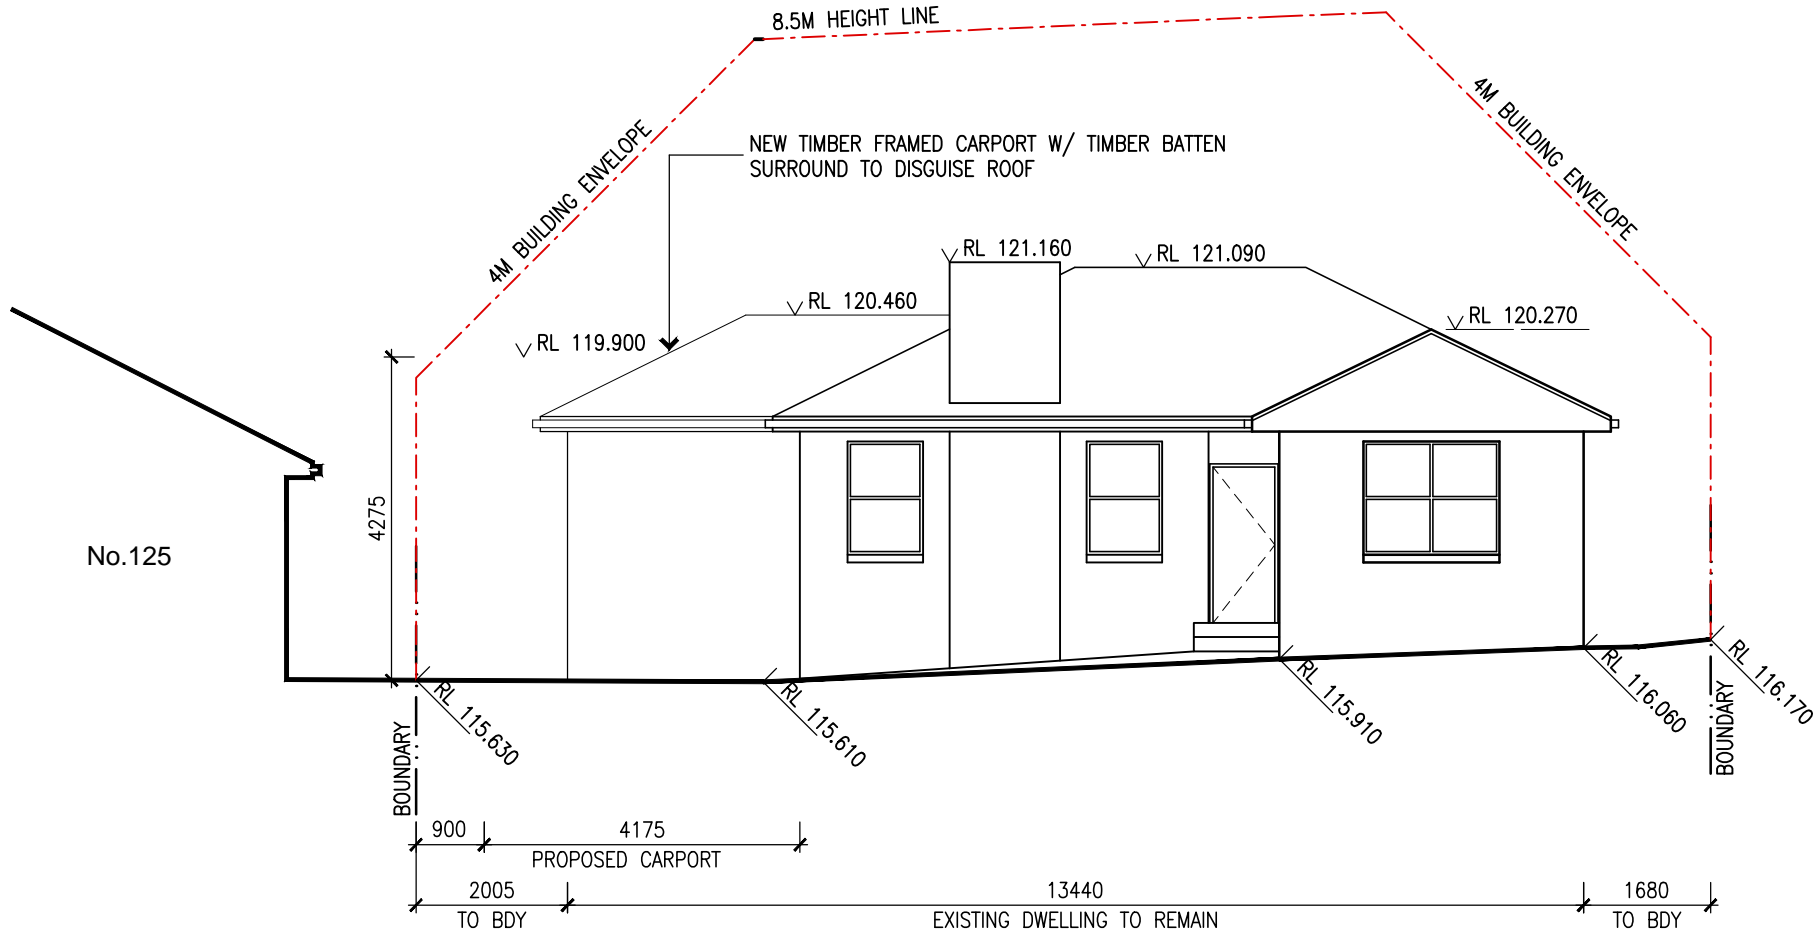 8.5M HEIGHT LINE
4M BUILDING ENVELOPE
4M BUILDING ENVELOPE
NEW TIMBER FRAMED CARPORT W/ TIMBER BATTEN
SURROUND TO DISGUISE ROOF
RL 121.160
RL 121.090
RL 120.460
RL 120.270
RL 119.900
4275
No.125
RL 115.630
RL 115.610
RL 115.910
RL 116.060
RL 116.170
BOUNDARY
BOUNDARY
900
4175
PROPOSED CARPORT
2005
13440
1680
TO BDY
EXISTING DWELLING TO REMAIN
TO BDY